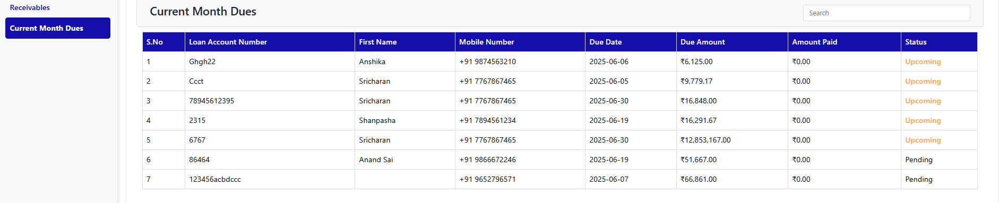 Receivables
Current Month Dues
Current Month Dues
Search
S.No Loan Account Number First Name Mobile Number Due Date Due Amount Amount Paid Status
1 Ghgh22 Anshika +91 9874563210 2025-06-06 ₹6,125.00 ₹0.00 Upcoming
2 Ccct Sricharan +91 7767867465 2025-06-05 ₹9,779.17 ₹0.00 Upcoming
3 78945612395 Sricharan +91 7767867465 2025-06-30 ₹16,848.00 ₹0.00 Upcoming
4 2315 Shanpasha +91 7894561234 2025-06-19 ₹16,291.67 ₹0.00 Upcoming
5 6767 Sricharan +91 7767867465 2025-06-30 ₹12,853,167.00 ₹0.00 Upcoming
6 86464 Anand Sai +91 9866672246 2025-06-19 ₹51,667.00 ₹0.00 Pending
7 123456acbdccc +91 9652796571 2025-06-07 ₹66,861.00 ₹0.00 Pending